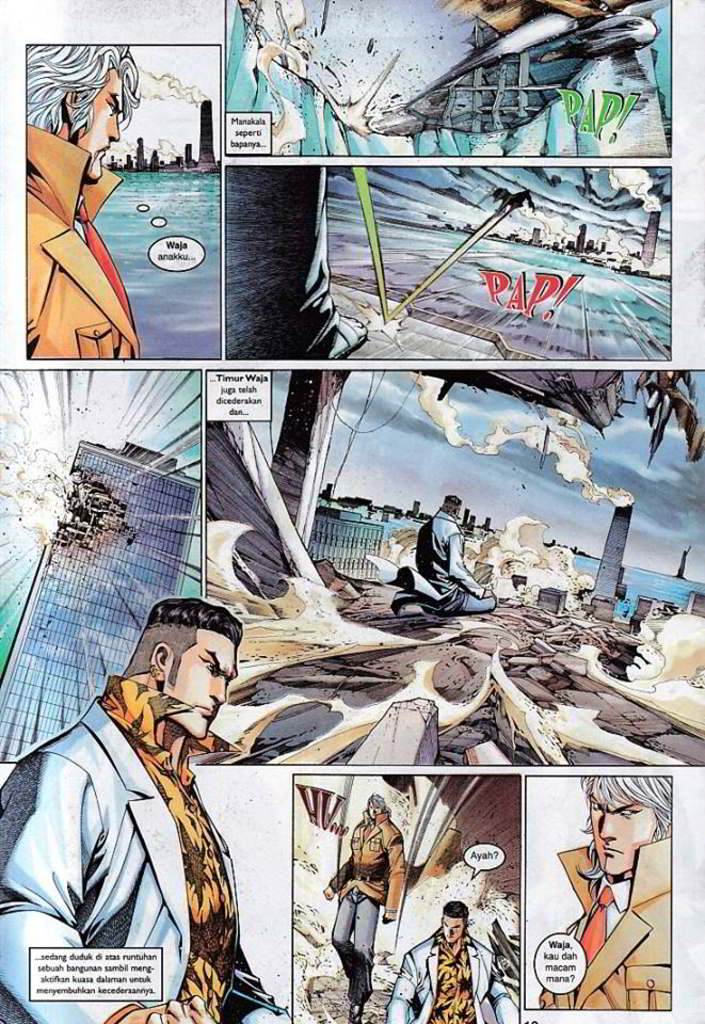 Manakala
seperti
bapanya...
PAP!
Waja
anakku...
PAP!
...Timur Waja
juga telah
dicederakan
dan...
...sedang duduk di atas runtuhan
sebuah bangunan sambil meng-
aktifkan kuasa dalaman untuk
menyembuhkan kecederaannya.
Ayah?
Waja,
kau dah
macam
mana?